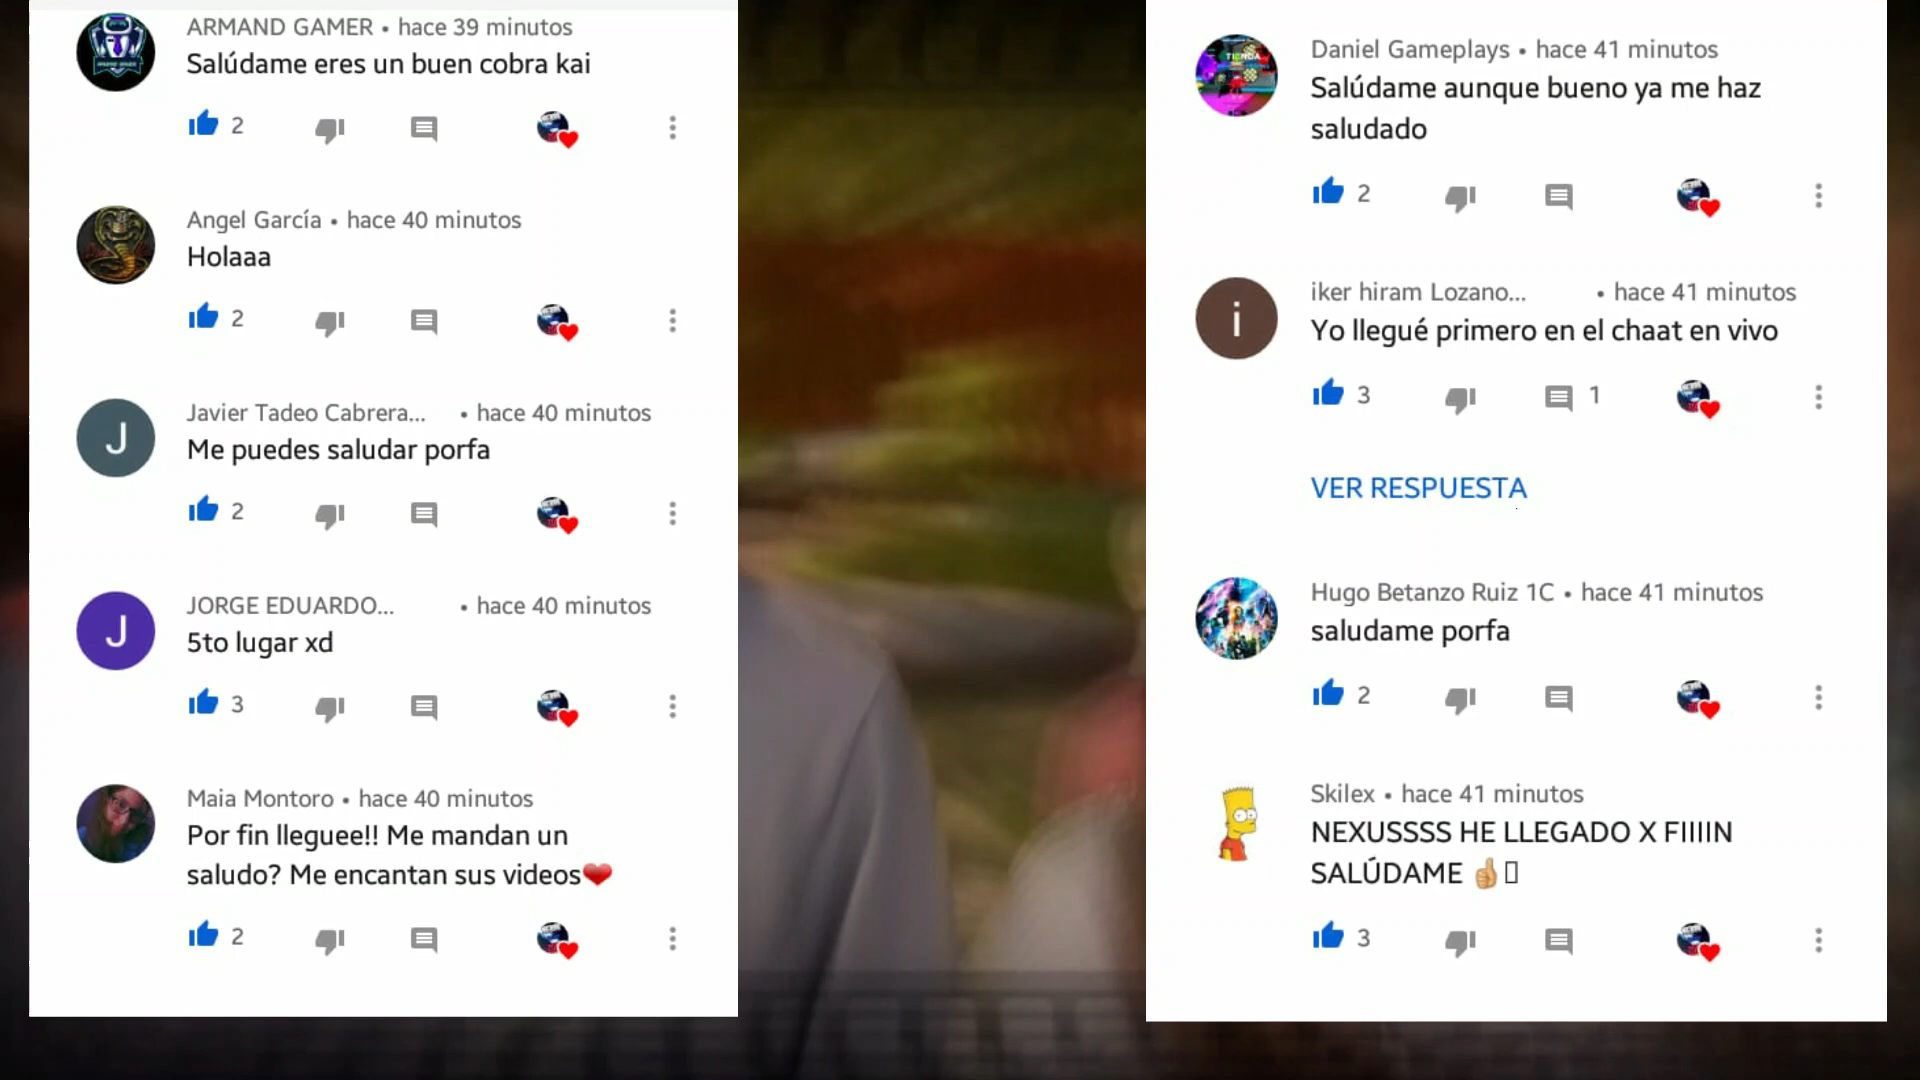 ARMAND GAMER • hace 39 minutos
Salúdame eres un buen cobra kai
2
Angel García • hace 40 minutos
Holaaa
2
J
Javier Tadeo Cabrera... • hace 40 minutos
Me puedes saludar porfa
2
J
JORGE EDUARDO... • hace 40 minutos
5to lugar xd
3
Maia Montoro • hace 40 minutos
Por fin lleguee!! Me mandan un
saludo? Me encantan sus videos❤️
2
TIENDA
Daniel Gameplays • hace 41 minutos
Salúdame aunque bueno ya me haz
saludado
2
i
iker hiram Lozano... • hace 41 minutos
Yo llegué primero en el chaat en vivo
3 1
VER RESPUESTA
Hugo Betanzo Ruiz 1C • hace 41 minutos
saludame porfa
2
Skilex • hace 41 minutos
NEXUSSSS HE LLEGADO X FIIIIN
SALÚDAME 👍🏼
3